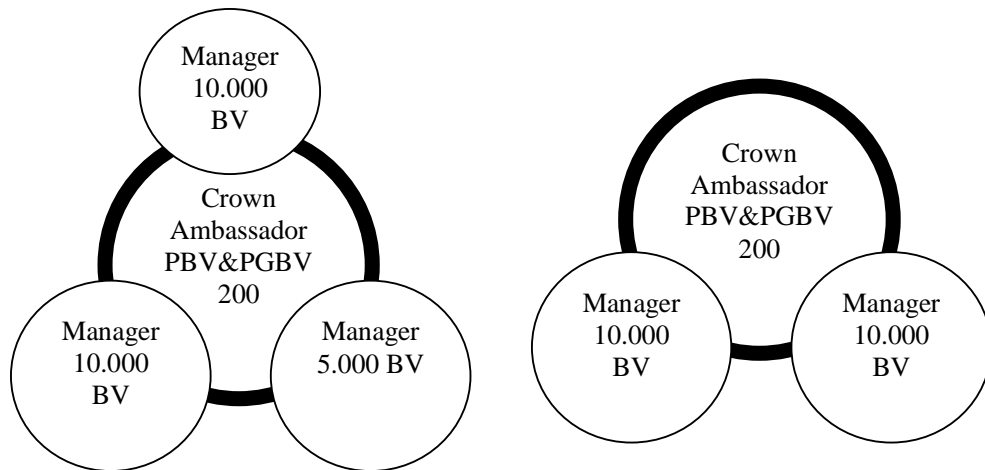 Manager
10.000
BV
Crown
Ambassador
PBV&PGBV
200
Manager
10.000
BV
Manager
5.000 BV
Crown
Ambassador
PBV&PGBV
200
Manager
10.000
BV
Manager
10.000
BV